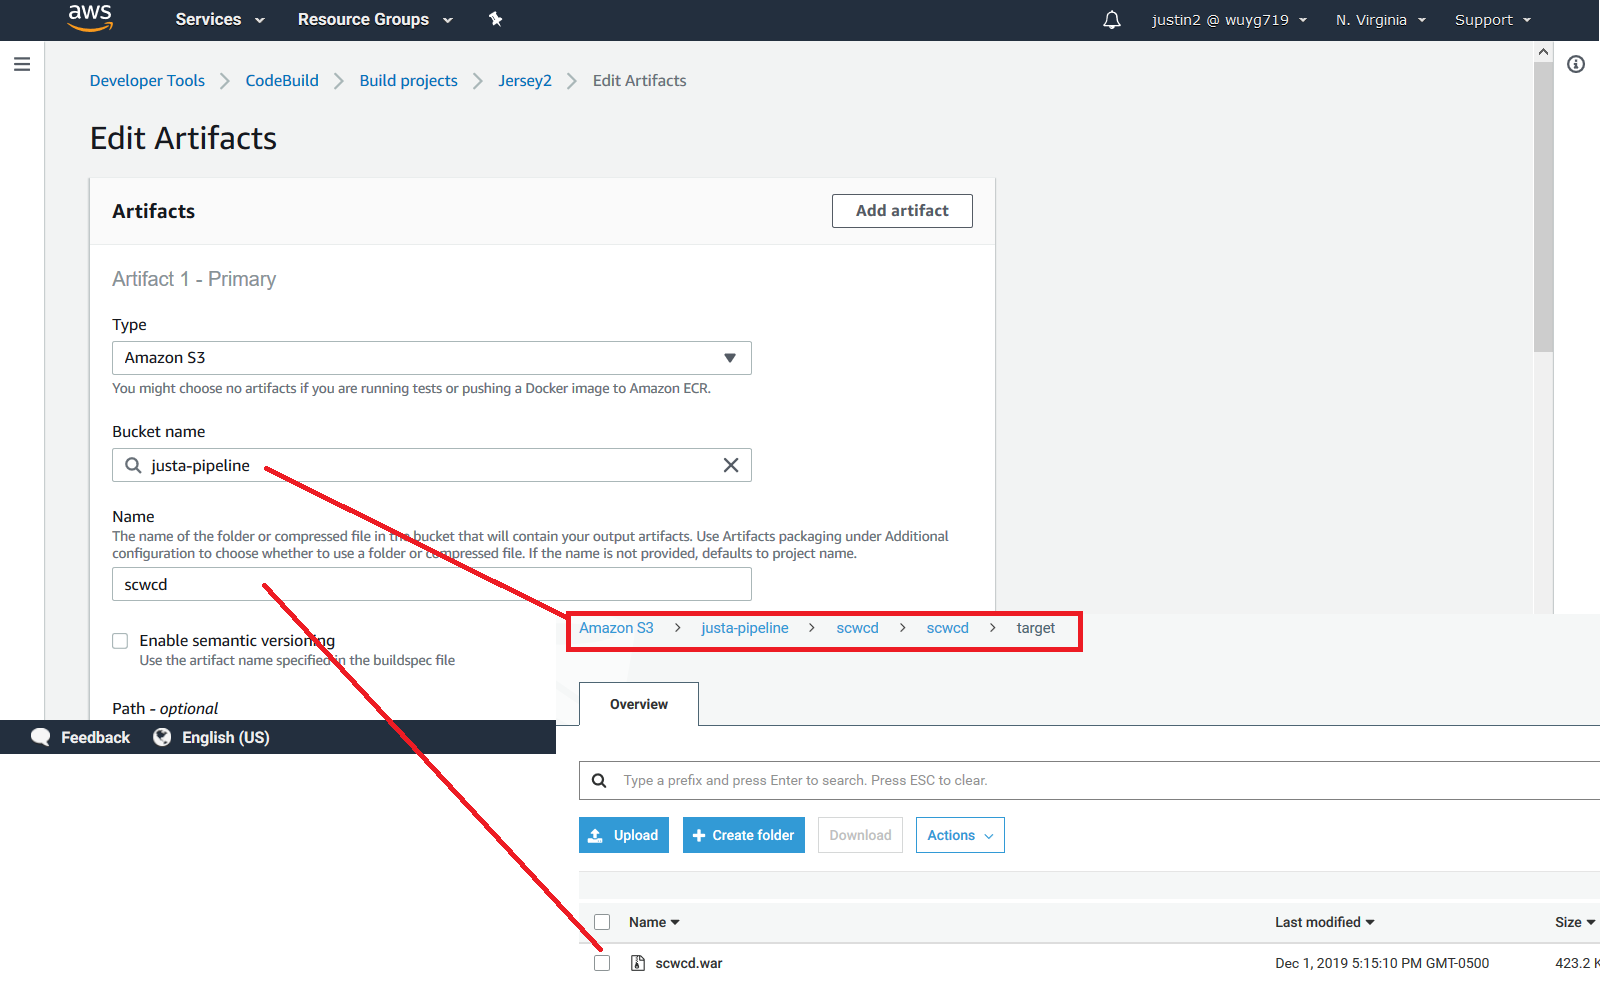 aws Services Resource Groups justin2 @ wuyg719 N. Virginia Support
Developer Tools CodeBuild Build projects Jersey2 Edit Artifacts
Edit Artifacts
Artifacts Add artifact
Artifact 1 - Primary
Type
Amazon S3
You might choose no artifacts if you are running tests or pushing a Docker image to Amazon ECR.
Bucket name
justa-pipeline
Name
The name of the folder or compressed file in the bucket that will contain your output artifacts. Use Artifacts packaging under Additional
configuration to choose whether to use a folder or compressed file. If the name is not provided, defaults to project name.
scwcd
Enable semantic versioning
Use the artifact name specified in the buildspec file
Path - optional
Feedback English (US)
Amazon S3 justa-pipeline scwcd scwcd target
Overview
Type a prefix and press Enter to search. Press ESC to clear.
Upload Create folder Download Actions
Name Last modified Size
scwcd.war Dec 1, 2019 5:15:10 PM GMT-0500 423.2 K